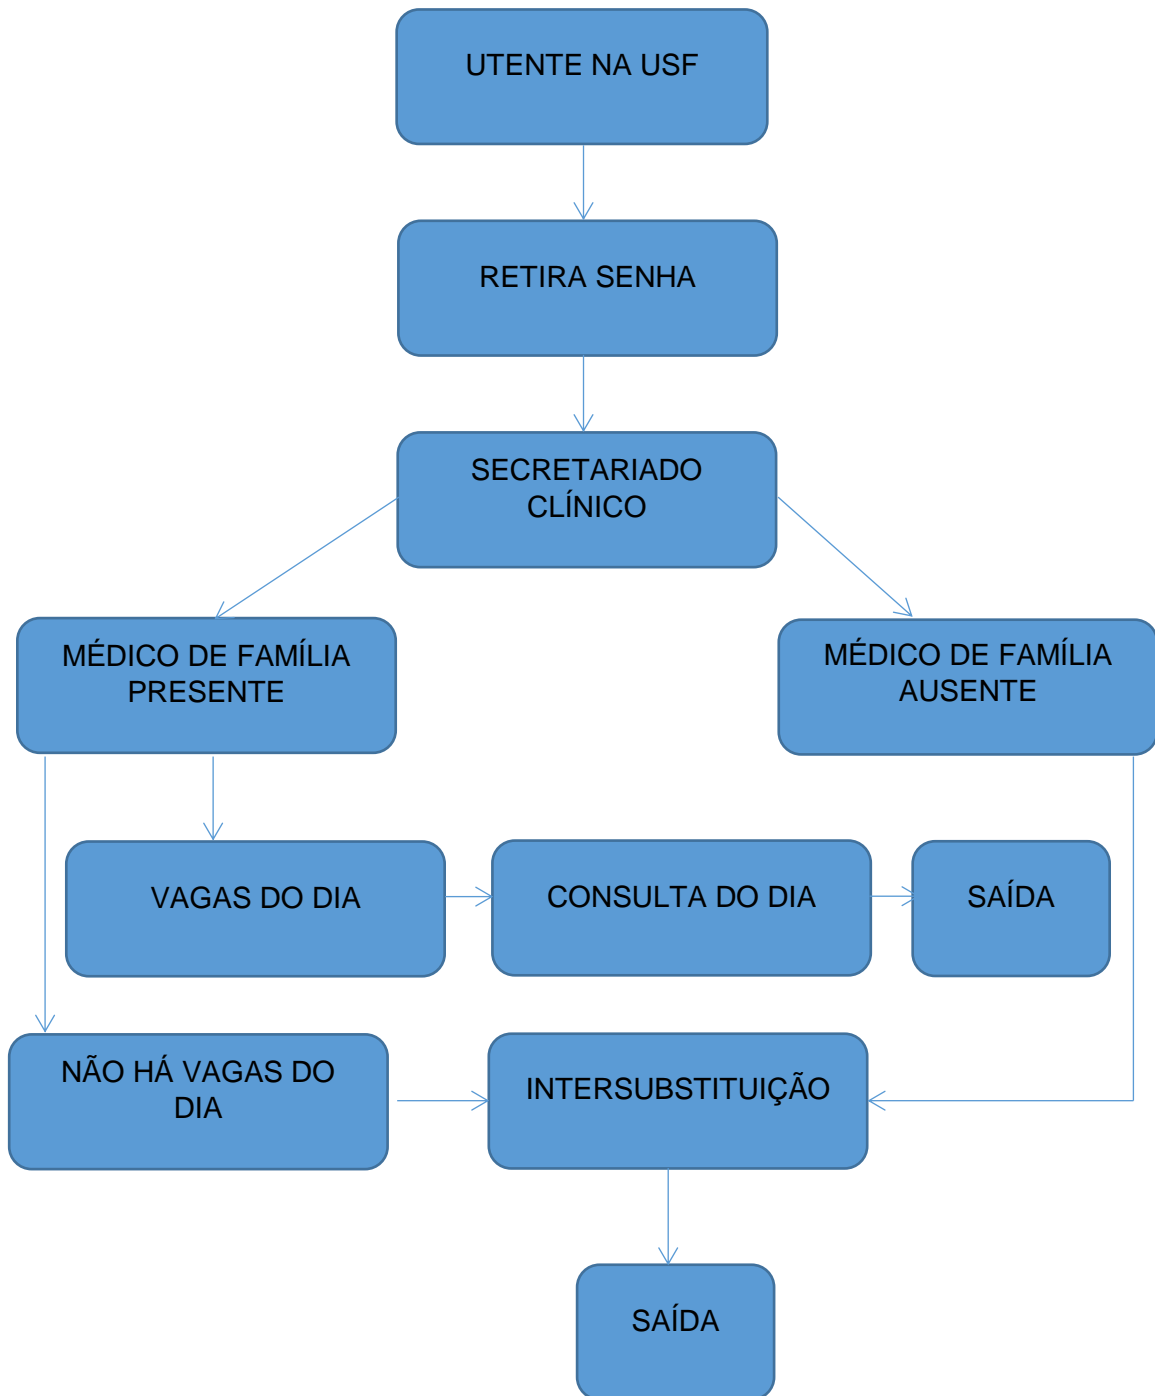 UTENTE NA USF
RETIRA SENHA
SECRETARIADO
CLÍNICO
MÉDICO DE FAMÍLIA
PRESENTE
MÉDICO DE FAMÍLIA
AUSENTE
VAGAS DO DIA
CONSULTA DO DIA
SAÍDA
NÃO HÁ VAGAS DO
DIA
INTERSUBSTITUIÇÃO
SAÍDA